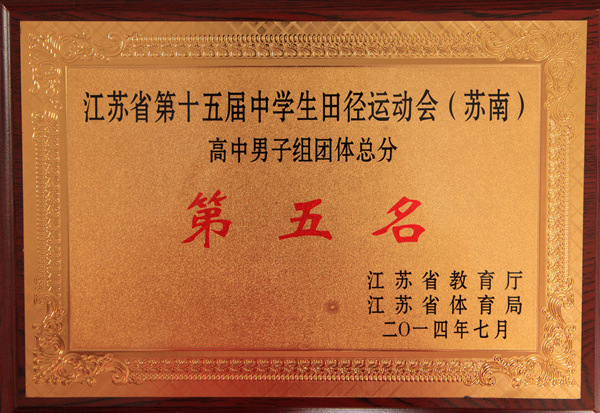 江苏省第十五届中学生田径运动会（苏南）
高中男子组团体总分
第五名
江苏省教育厅
江苏省体育局
二〇一四年七月